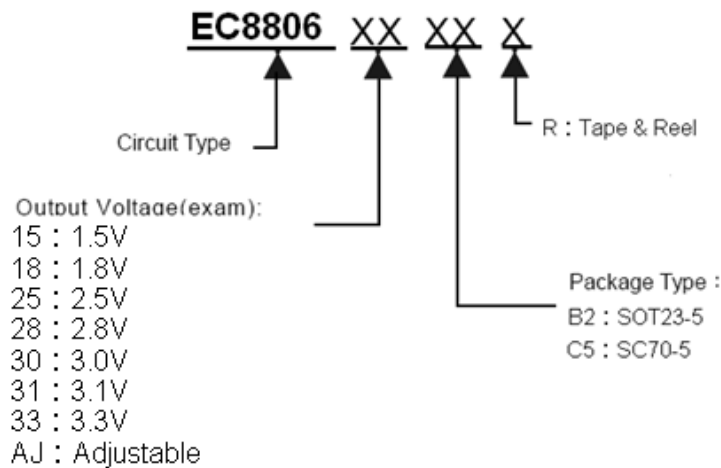 EC8806 XX XX X
R : Tape & Reel
Circuit Type
Output Voltage(exam):
15 : 1.5V
18 : 1.8V
25 : 2.5V
28 : 2.8V
30 : 3.0V
31 : 3.1V
33 : 3.3V
AJ : Adjustable
Package Type :
B2 : SOT23-5
C5 : SC70-5